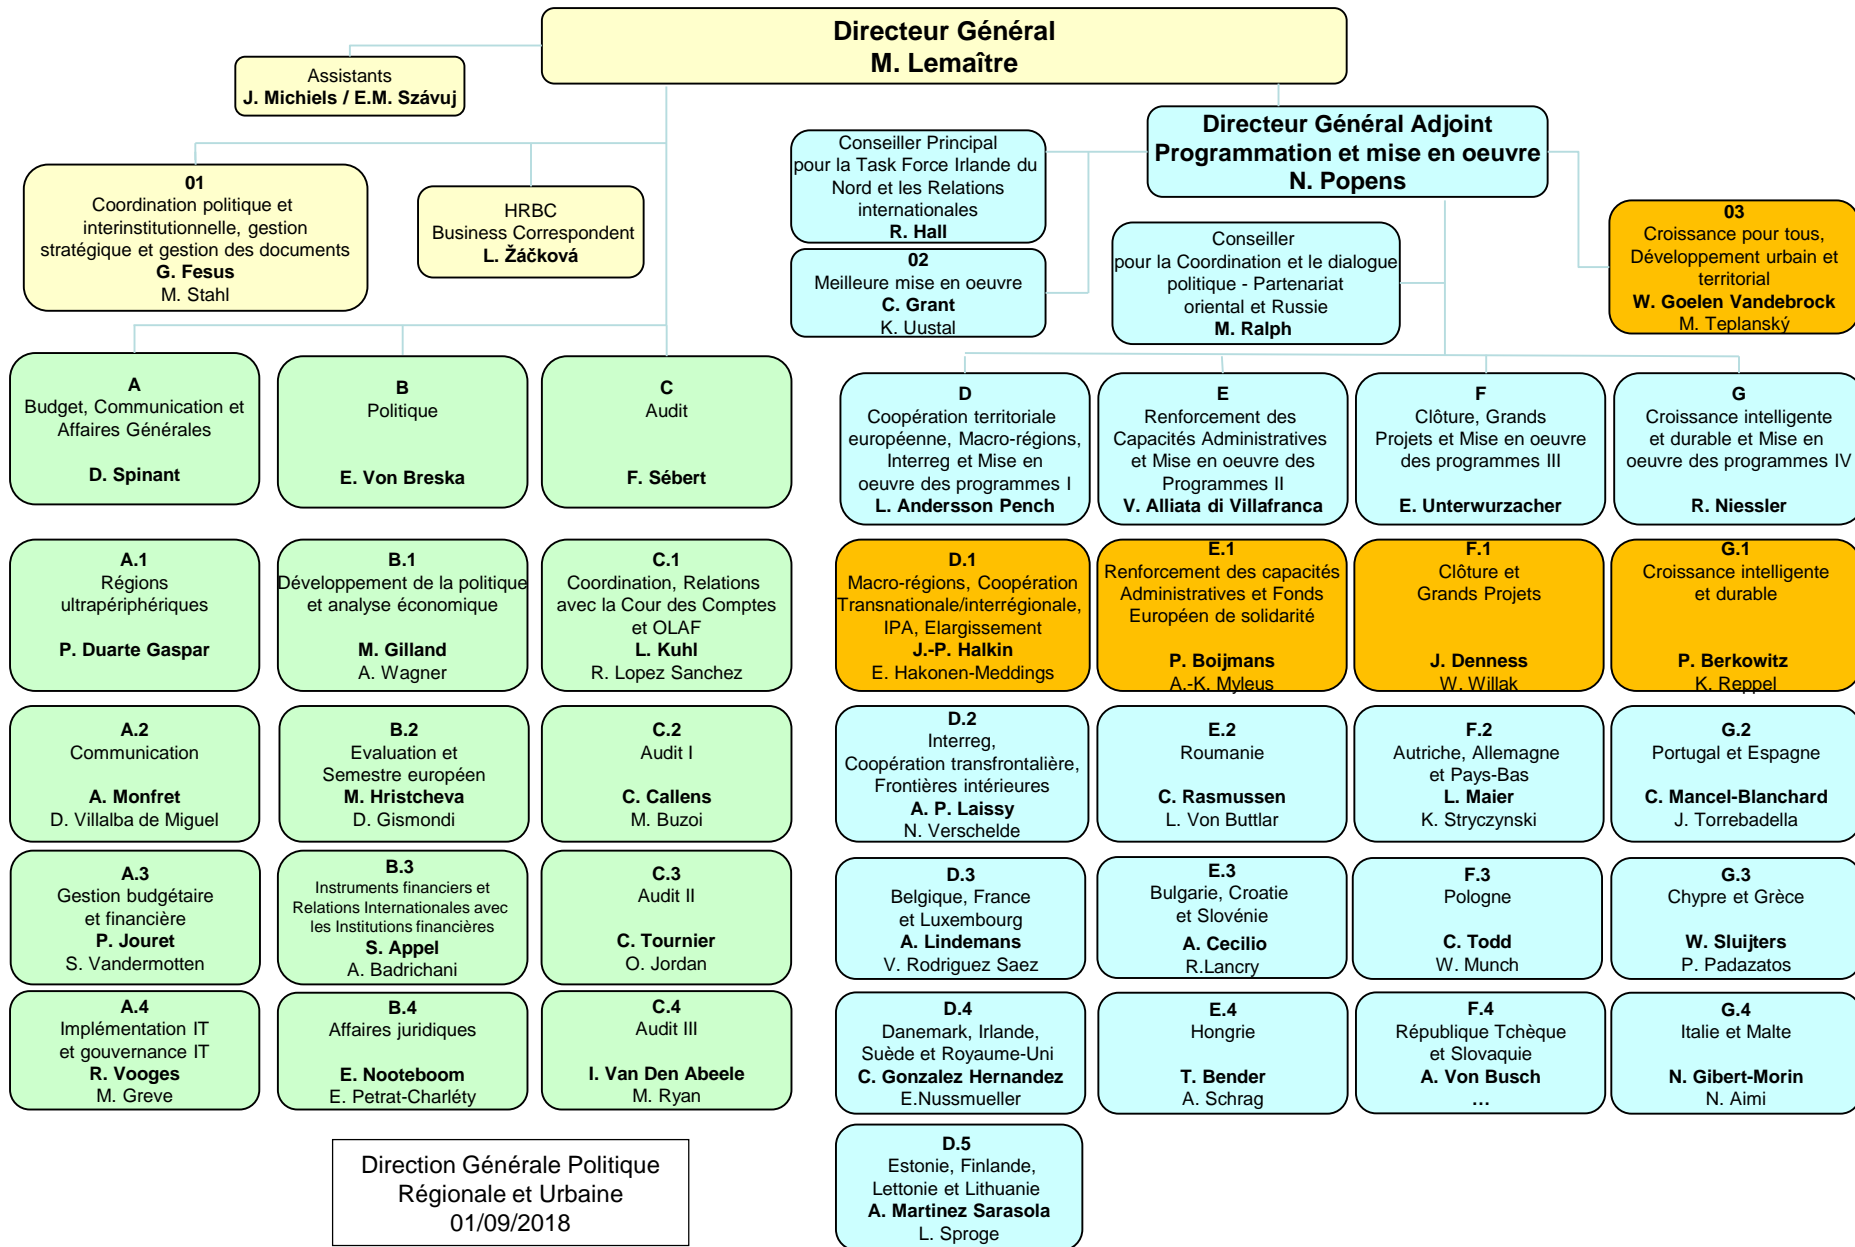 Directeur Général
M. Lemaître
Assistants
J. Michiels / E.M. Szávuj
Directeur Général Adjoint
Programmation et mise en oeuvre
N. Popens
Conseiller Principal
pour la Task Force Irlande du
Nord et les Relations
internationales
R. Hall
01
Coordination politique et
interinstitutionnelle, gestion
stratégique et gestion des documents
G. Fesus
M. Stahl
HRBC
Business Correspondent
L. Žáčková
02
Meilleure mise en oeuvre
C. Grant
K. Uustal
Conseiller
pour la Coordination et le dialogue
politique - Partenariat
oriental et Russie
M. Ralph
03
Croissance pour tous,
Développement urbain et
territorial
W. Goelen Vandebrock
M. Teplanský
A
Budget, Communication et
Affaires Générales
D. Spinant
B
Politique
E. Von Breska
C
Audit
F. Sébert
D
Coopération territoriale
européenne, Macro-régions,
Interreg et Mise en
oeuvre des programmes I
L. Andersson Pench
E
Renforcement des
Capacités Administratives
et Mise en oeuvre des
Programmes II
V. Alliata di Villafranca
F
Clôture, Grands
Projets et Mise en oeuvre
des programmes III
E. Unterwurzacher
G
Croissance intelligente
et durable et Mise en
oeuvre des programmes IV
R. Niessler
A.1
Régions
ultrapériphériques
P. Duarte Gaspar
B.1
Développement de la politique
et analyse économique
M. Gilland
A. Wagner
C.1
Coordination, Relations
avec la Cour des Comptes
et OLAF
L. Kuhl
R. Lopez Sanchez
D.1
Macro-régions, Coopération
Transnationale/interrégionale,
IPA, Elargissement
J.-P. Halkin
E. Hakonen-Meddings
E.1
Renforcement des capacités
Administratives et Fonds
Européen de solidarité
P. Boijmans
A.-K. Myleus
F.1
Clôture et
Grands Projets
J. Denness
W. Willak
G.1
Croissance intelligente
et durable
P. Berkowitz
K. Reppel
A.2
Communication
A. Monfret
D. Villalba de Miguel
B.2
Evaluation et
Semestre européen
M. Hristcheva
D. Gismondi
C.2
Audit I
C. Callens
M. Buzoi
D.2
Interreg,
Coopération transfrontalière,
Frontières intérieures
A. P. Laissy
N. Verschelde
E.2
Roumanie
C. Rasmussen
L. Von Buttlar
F.2
Autriche, Allemagne
et Pays-Bas
L. Maier
K. Stryczynski
G.2
Portugal et Espagne
C. Mancel-Blanchard
J. Torrebadella
A.3
Gestion budgétaire
et financière
P. Jouret
S. Vandermotten
B.3
Instruments financiers et
Relations Internationales avec
les Institutions financières
S. Appel
A. Badrichani
C.3
Audit II
C. Tournier
O. Jordan
D.3
Belgique, France
et Luxembourg
A. Lindemans
V. Rodriguez Saez
E.3
Bulgarie, Croatie
et Slovénie
A. Cecilio
R.Lancry
F.3
Pologne
C. Todd
W. Munch
G.3
Chypre et Grèce
W. Sluijters
P. Padazatos
A.4
Implémentation IT
et gouvernance IT
R. Vooges
M. Greve
B.4
Affaires juridiques
E. Nooteboom
E. Petrat-Charléty
C.4
Audit III
I. Van Den Abeele
M. Ryan
D.4
Danemark, Irlande,
Suède et Royaume-Uni
C. Gonzalez Hernandez
E.Nussmueller
E.4
Hongrie
T. Bender
A. Schrag
F.4
République Tchèque
et Slovaquie
A. Von Busch
...
G.4
Italie et Malte
N. Gibert-Morin
N. Aimi
D.5
Estonie, Finlande,
Lettonie et Lithuanie
A. Martinez Sarasola
L. Sproge
Direction Générale Politique
Régionale et Urbaine
01/09/2018